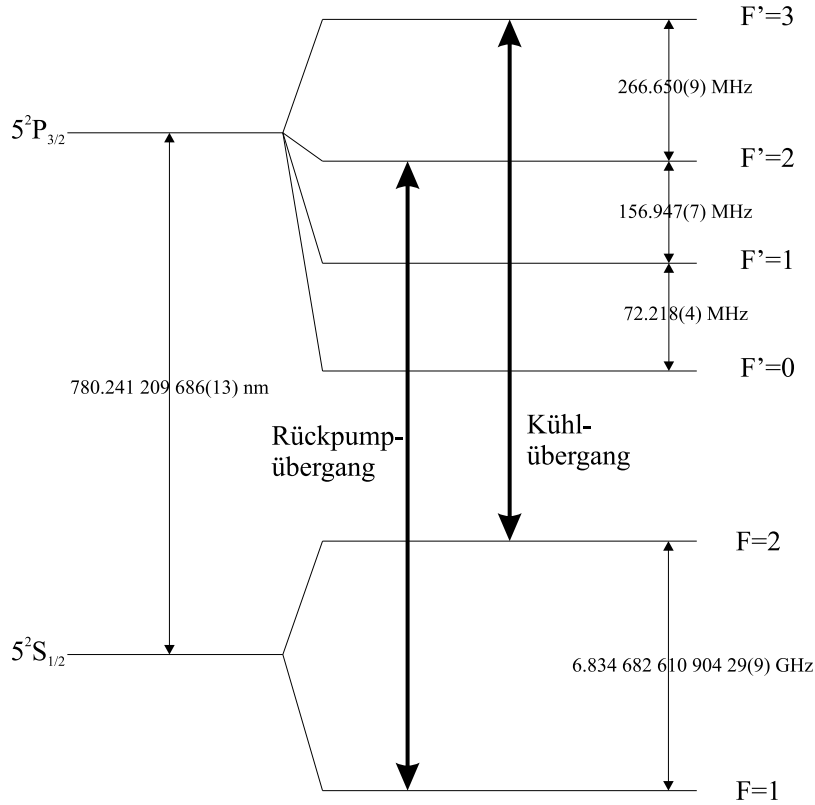 F’=3
266.650(9) MHz
5²P₃/₂
F’=2
156.947(7) MHz
F’=1
72.218(4) MHz
F’=0
780.241 209 686(13) nm
Rückpump-
übergang
Kühl-
übergang
F=2
5²S₁/₂
6.834 682 610 904 29(9) GHz
F=1